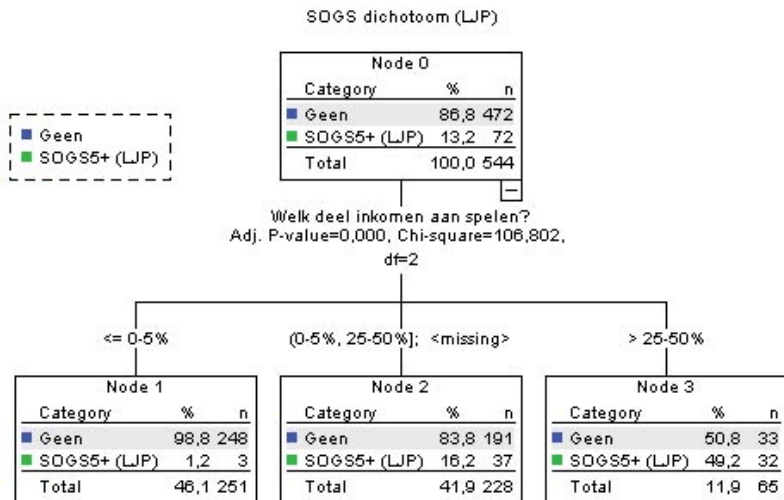 SOGS dichotoom (LJP)
Node 0
Category % n
Geen 86,8 472
SOGS5+ (LJP) 13,2 72
Total 100,0 544
Geen
SOGS5+ (LJP)
Welk deel inkomen aan spelen?
Adj. P-value=0,000, Chi-square=106,802,
df=2
<= 0-5%
(0-5%, 25-50%]; <missing>
> 25-50%
Node 1
Category % n
Geen 98,8 248
SOGS5+ (LJP) 1,2 3
Total 46,1 251
Node 2
Category % n
Geen 83,8 191
SOGS5+ (LJP) 16,2 37
Total 41,9 228
Node 3
Category % n
Geen 50,8 33
SOGS5+ (LJP) 49,2 32
Total 11,9 65